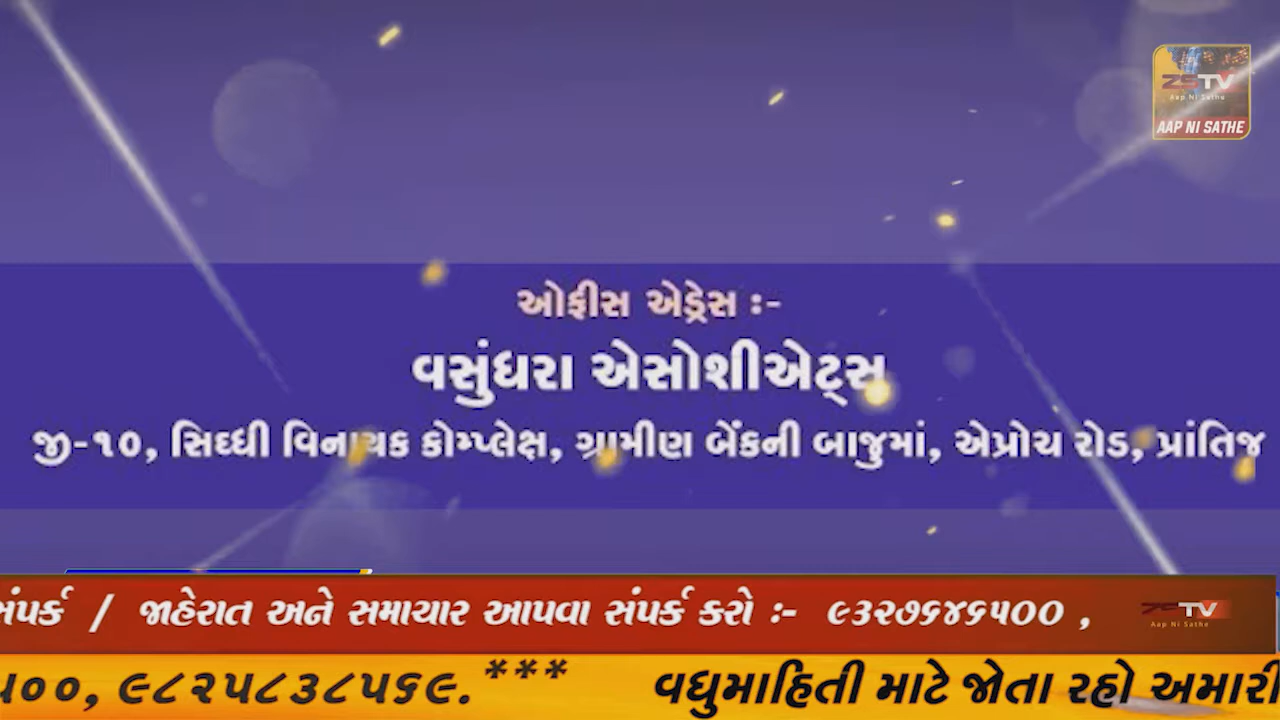 ZSTV
Aap Ni Sathe
AAP NI SATHE
ઓફીસ એડ્રેસ :-
વસુંધરા એસોશીએટ્સ
જી-૧૦, સિધ્ધી વિનાયક કોમ્પ્લેક્ષ, ગ્રામીણ બેંકની બાજુમાં, એપ્રોચ રોડ, પ્રાંતિજ
સંપર્ક / જાહેરાત અને સમાચાર આપવા સંપર્ક કરો :- ૯૩૨૭૬૪૬૫૦૦ ,
ZSTV
Aap Ni Sathe
૫૦૦, ૯૮૨૫૮૩૮૫૬૯. *** વધુમાહિતી માટે જોતા રહો અમારી